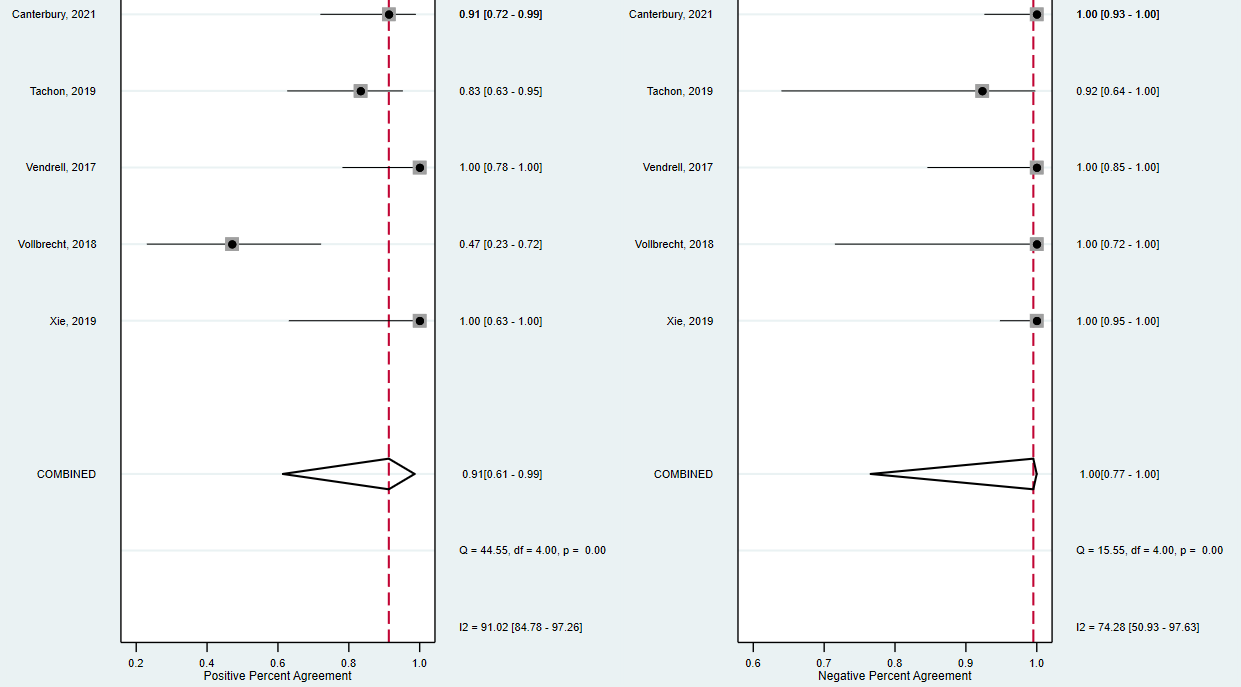 Canterbury, 2021 0.91 [0.72 - 0.99]
Tachon, 2019 0.83 [0.63 - 0.95]
Vendrell, 2017 1.00 [0.78 - 1.00]
Vollbrecht, 2018 0.47 [0.23 - 0.72]
Xie, 2019 1.00 [0.63 - 1.00]
COMBINED 0.91[0.61 - 0.99]
Q = 44.55, df = 4.00, p = 0.00
I2 = 91.02 [84.78 - 97.26]
0.2 0.4 0.6 0.8 1.0
Positive Percent Agreement
Canterbury, 2021 1.00 [0.93 - 1.00]
Tachon, 2019 0.92 [0.64 - 1.00]
Vendrell, 2017 1.00 [0.85 - 1.00]
Vollbrecht, 2018 1.00 [0.72 - 1.00]
Xie, 2019 1.00 [0.95 - 1.00]
COMBINED 1.00[0.77 - 1.00]
Q = 15.55, df = 4.00, p = 0.00
I2 = 74.28 [50.93 - 97.63]
0.6 0.7 0.8 0.9 1.0
Negative Percent Agreement